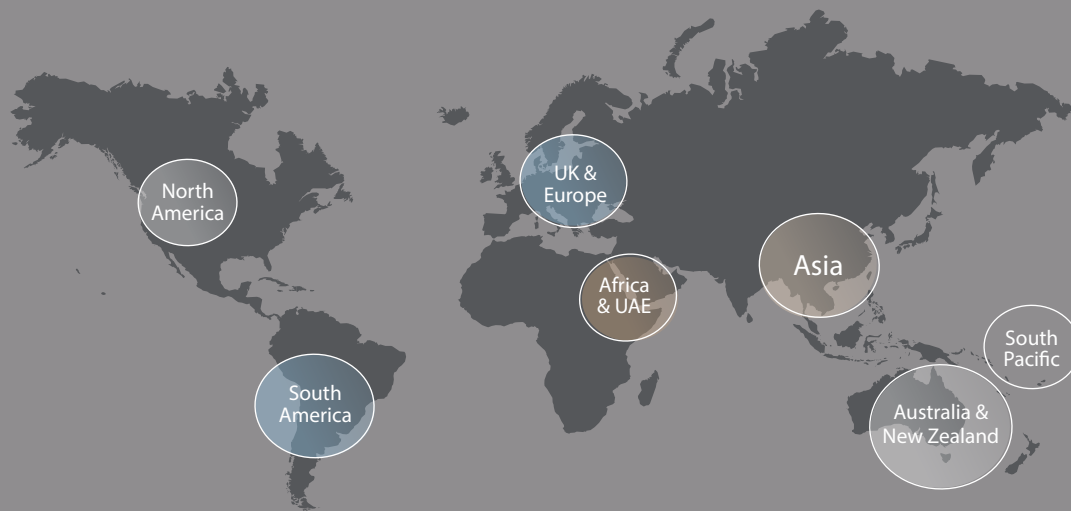 UK &
Europe
North
America
Asia
Africa
& UAE
South
Pacific
South
America
Australia &
New Zealand